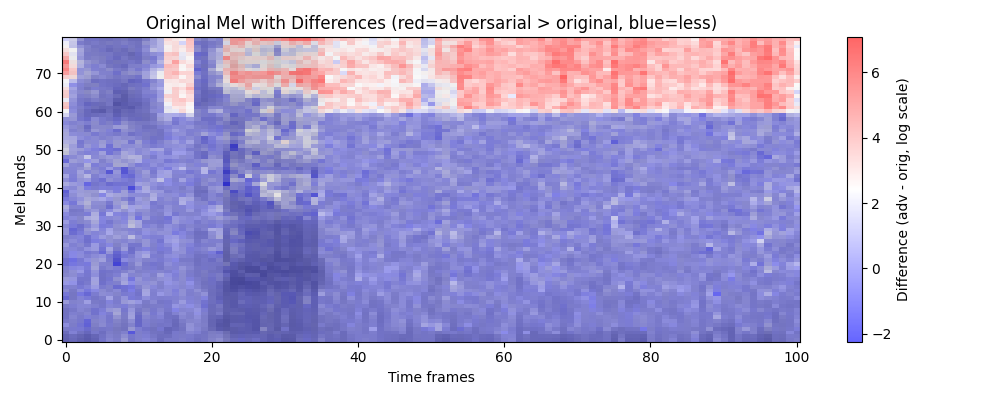 Original Mel with Differences (red=adversarial > original, blue=less)
70
60
50
40
30
20
10
0
Mel bands
0 20 40 60 80 100
Time frames
6
4
2
0
−2
Difference (adv - orig, log scale)